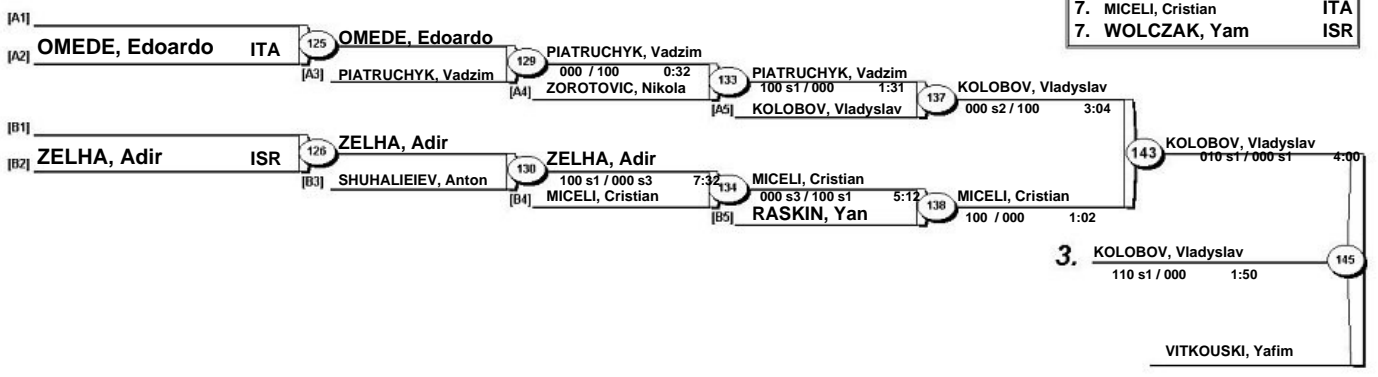 7. MICELI, Cristian ITA
7. WOLCZAK, Yam ISR
[A1]
[A2] OMEDE, Edoardo ITA
125
OMEDE, Edoardo
[A3] PIATRUCHYK, Vadzim
129
PIATRUCHYK, Vadzim
000 / 100 0:32
[A4] ZOROTOVIC, Nikola
133
PIATRUCHYK, Vadzim
100 s1 / 000 1:31
[A5] KOLOBOV, Vladyslav
137
KOLOBOV, Vladyslav
000 s2 / 100 3:04
[B1]
[B2] ZELHA, Adir ISR
126
ZELHA, Adir
[B3] SHUHALIEIEV, Anton
130
ZELHA, Adir
100 s1 / 000 s3 7:32
[B4] MICELI, Cristian
134
MICELI, Cristian
000 s3 / 100 s1 5:12
[B5] RASKIN, Yan
138
MICELI, Cristian
100 / 000 1:02
143
KOLOBOV, Vladyslav
010 s1 / 000 s1 4:00
3. KOLOBOV, Vladyslav
110 s1 / 000 1:50
145
VITKOUSKI, Yafim